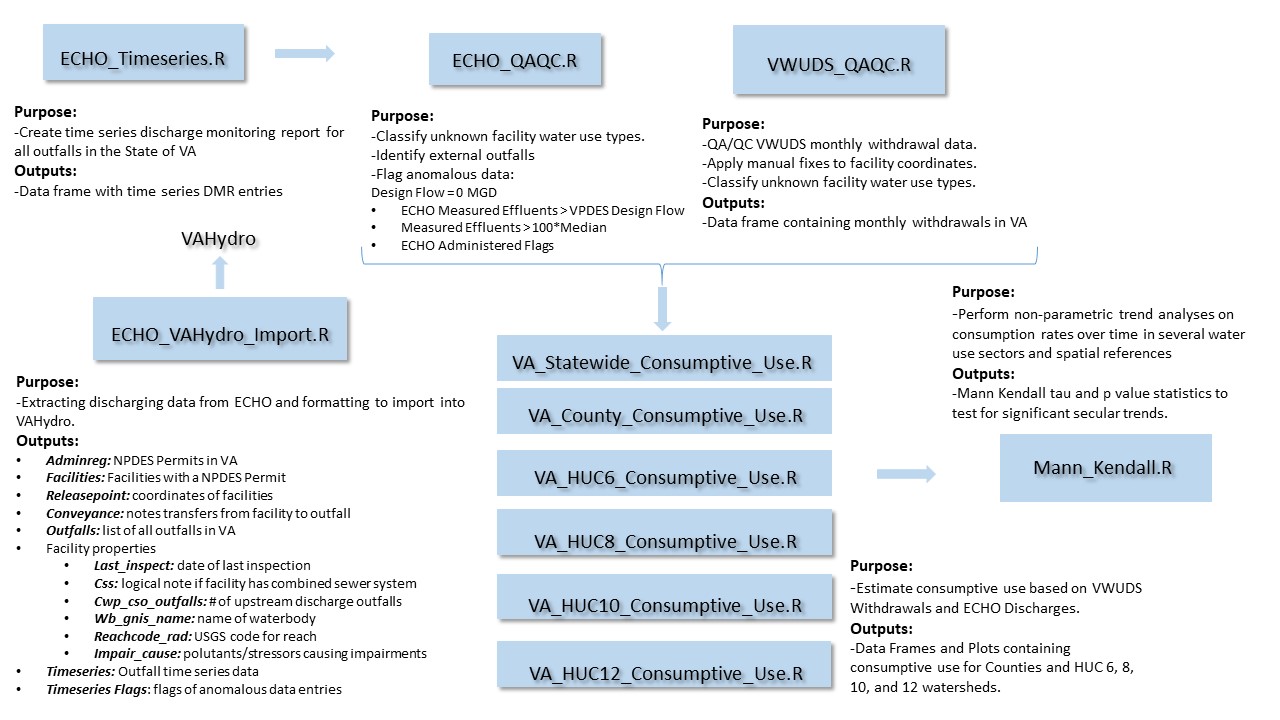 ECHO_Timeseries.R
Purpose:
-Create time series discharge monitoring report for
all outfalls in the State of VA
Outputs:
-Data frame with time series DMR entries
ECHO_QAQC.R
Purpose:
-Classify unknown facility water use types.
-Identify external outfalls
-Flag anomalous data:
Design Flow = 0 MGD
• ECHO Measured Effluents > VPDES Design Flow
• Measured Effluents > 100*Median
• ECHO Administered Flags
VWUDS_QAQC.R
Purpose:
-QA/QC VWUDS monthly withdrawal data.
-Apply manual fixes to facility coordinates.
-Classify unknown facility water use types.
Outputs:
-Data frame containing monthly withdrawals in VA
VAHydro
ECHO_VAHydro_Import.R
Purpose:
-Extracting discharging data from ECHO and formatting to import into
VAHydro.
Outputs:
• Adminreg: NPDES Permits in VA
• Facilities: Facilities with a NPDES Permit
• Releasepoint: coordinates of facilities
• Conveyance: notes transfers from facility to outfall
• Outfalls: list of all outfalls in VA
• Facility properties
• Last_inspect: date of last inspection
• Css: logical note if facility has combined sewer system
• Cwp_cso_outfalls: # of upstream discharge outfalls
• Wb_gnis_name: name of waterbody
• Reachcode_rad: USGS code for reach
• Impair_cause: polutants/stressors causing impairments
• Timeseries: Outfall time series data
• Timeseries Flags: flags of anomalous data entries
VA_Statewide_Consumptive_Use.R
VA_County_Consumptive_Use.R
VA_HUC6_Consumptive_Use.R
VA_HUC8_Consumptive_Use.R
VA_HUC10_Consumptive_Use.R
VA_HUC12_Consumptive_Use.R
Purpose:
-Perform non-parametric trend analyses on
consumption rates over time in several water
use sectors and spatial references
Outputs:
-Mann Kendall tau and p value statistics to
test for significant secular trends.
Mann_Kendall.R
Purpose:
-Estimate consumptive use based on VWUDS
Withdrawals and ECHO Discharges.
Outputs:
-Data Frames and Plots containing
consumptive use for Counties and HUC 6, 8,
10, and 12 watersheds.